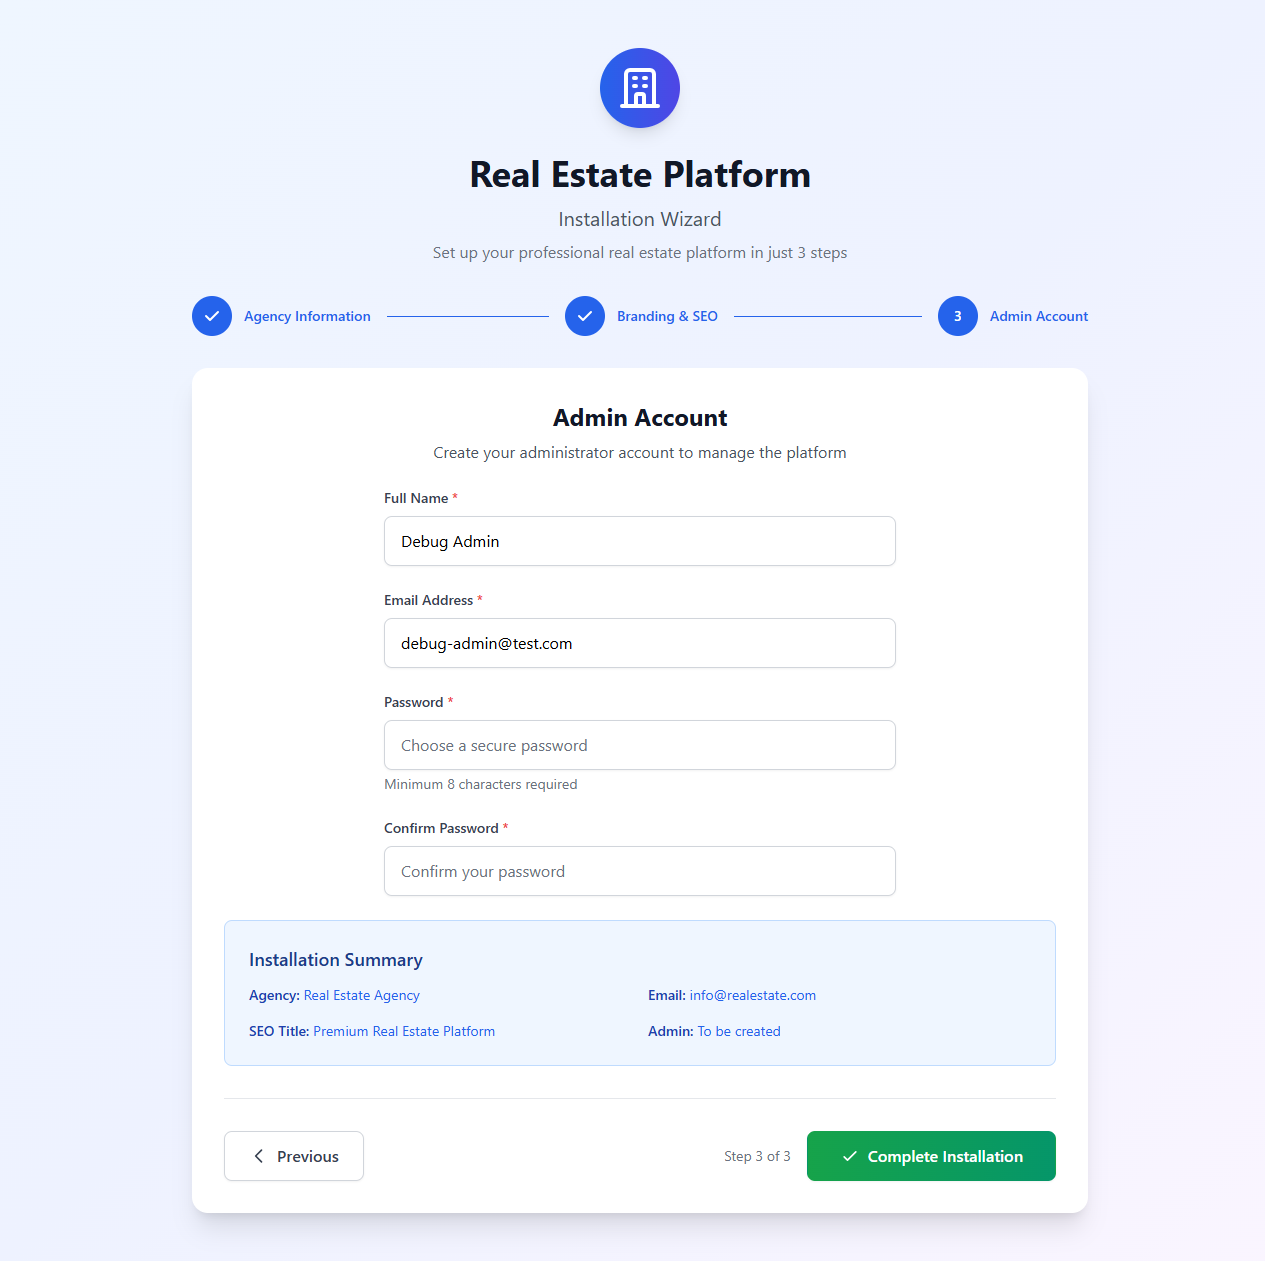 Real Estate Platform
Installation Wizard
Set up your professional real estate platform in just 3 steps
Agency Information
Branding & SEO
3 Admin Account
Admin Account
Create your administrator account to manage the platform
Full Name *
Debug Admin
Email Address *
debug-admin@test.com
Password *
Choose a secure password
Minimum 8 characters required
Confirm Password *
Confirm your password
Installation Summary
Agency: Real Estate Agency
Email: info@realestate.com
SEO Title: Premium Real Estate Platform
Admin: To be created
Previous
Step 3 of 3
Complete Installation